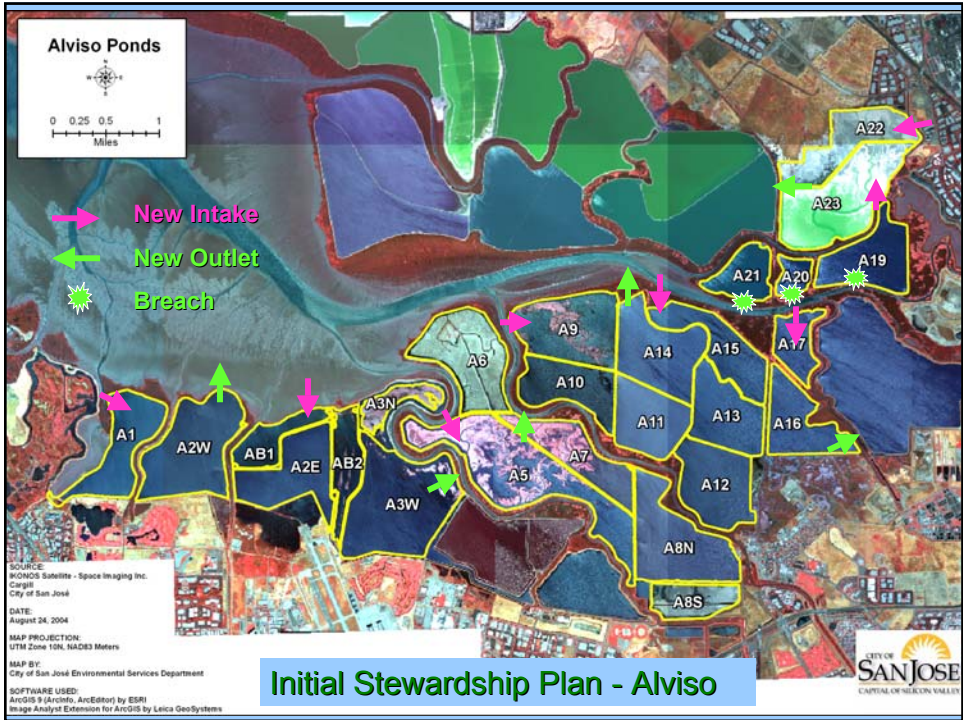 Alviso Ponds
N
W E
S
0 0.25 0.5 1
Miles
New Intake
New Outlet
Breach
A22
A23
A19
A21
A20
A17
A9
A14
A15
A6
A10
A3N
A11
A13
A16
A1
A2W
AB1
A2E
AB2
A7
A5
A12
A3W
A8N
A8S
SOURCE:
IKONOS Satellite - Space Imaging Inc.
Cargill
City of San José
DATE:
August 24, 2004
MAP PROJECTION:
UTM Zone 10N, NAD83 Meters
MAP BY:
City of San José Environmental Services Department
SOFTWARE USED:
ArcGIS 9 (ArcInfo, ArcEditor) by ESRI
Image Analyst Extension for ArcGIS by Leica GeoSystems
Initial Stewardship Plan - Alviso
CITY OF
SAN JOSE
CAPITAL OF SILICON VALLEY